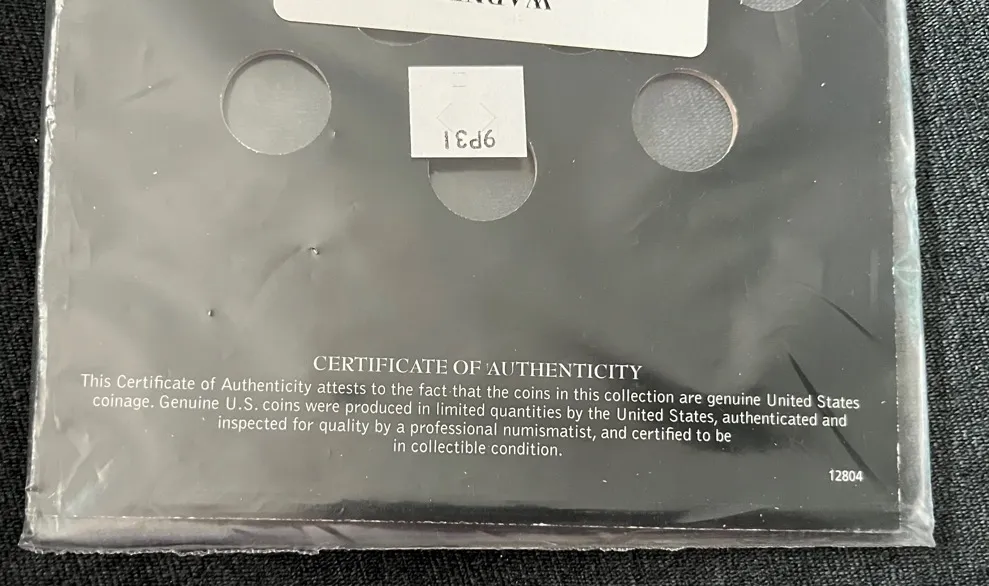 9P31
CERTIFICATE OF AUTHENTICITY
This Certificate of Authenticity attests to the fact that the coins in this collection are genuine United States
coinage. Genuine U.S. coins were produced in limited quantities by the United States, authenticated and
inspected for quality by a professional numismatist, and certified to be
in collectible condition.
12804